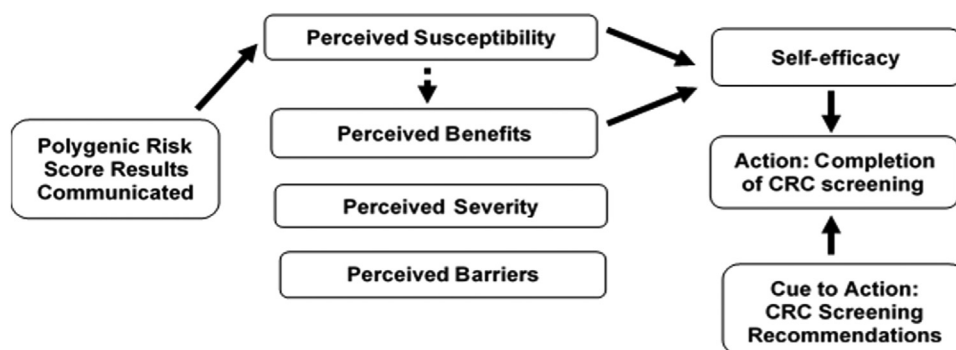 Perceived Susceptibility
Self-efficacy
Polygenic Risk
Score Results
Communicated
Perceived Benefits
Action: Completion
of CRC screening
Perceived Severity
Perceived Barriers
Cue to Action:
CRC Screening
Recommendations